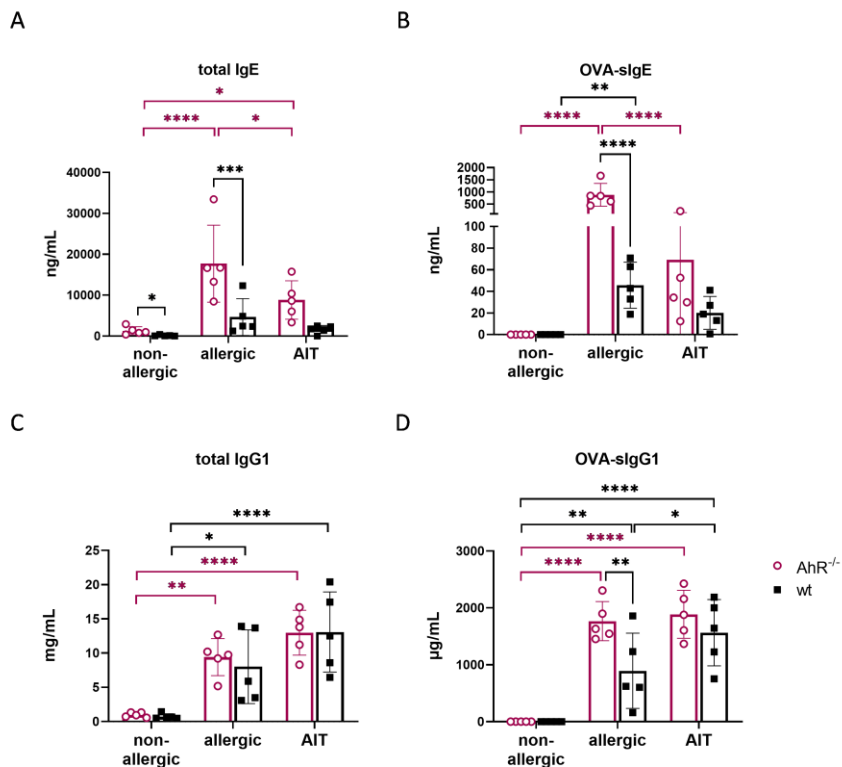 A
B
total IgE
OVA-sIgE
*
**
**** *
**** ****
***
****
*
40000
30000
20000
10000
0
ng/mL
2000
1500
1000
500
100
80
60
40
20
0
ng/mL
non-allergic
allergic
AIT
non-allergic
allergic
AIT
C
D
total IgG1
OVA-sIgG1
****
*
****
**
****
** *
****
**** **
25
20
15
10
5
0
mg/mL
3000
2000
1000
0
µg/mL
AhR-/-
wt
non-allergic
allergic
AIT
non-allergic
allergic
AIT